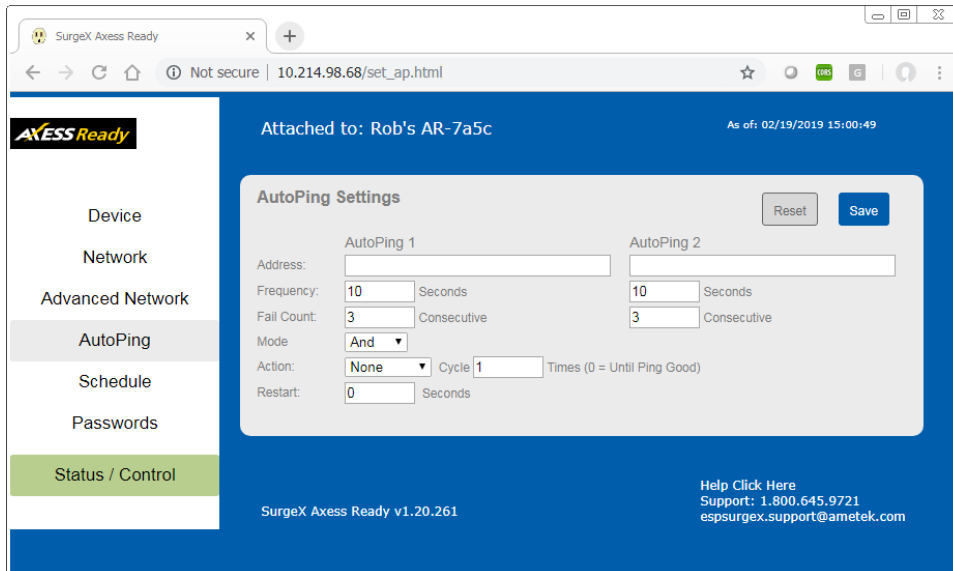 SurgeX Axess Ready
Not secure | 10.214.98.68/set_ap.html
CORS
G
AXESS Ready
Attached to: Rob's AR-7a5c
As of: 02/19/2019 15:00:49
Device
Network
Advanced Network
AutoPing
Schedule
Passwords
Status / Control
AutoPing Settings
Reset
Save
AutoPing 1
AutoPing 2
Address:
Frequency: 10 Seconds 10 Seconds
Fail Count: 3 Consecutive 3 Consecutive
Mode And
Action: None Cycle 1 Times (0 = Until Ping Good)
Restart: 0 Seconds
SurgeX Axess Ready v1.20.261
Help Click Here
Support: 1.800.645.9721
espsurgex.support@ametek.com